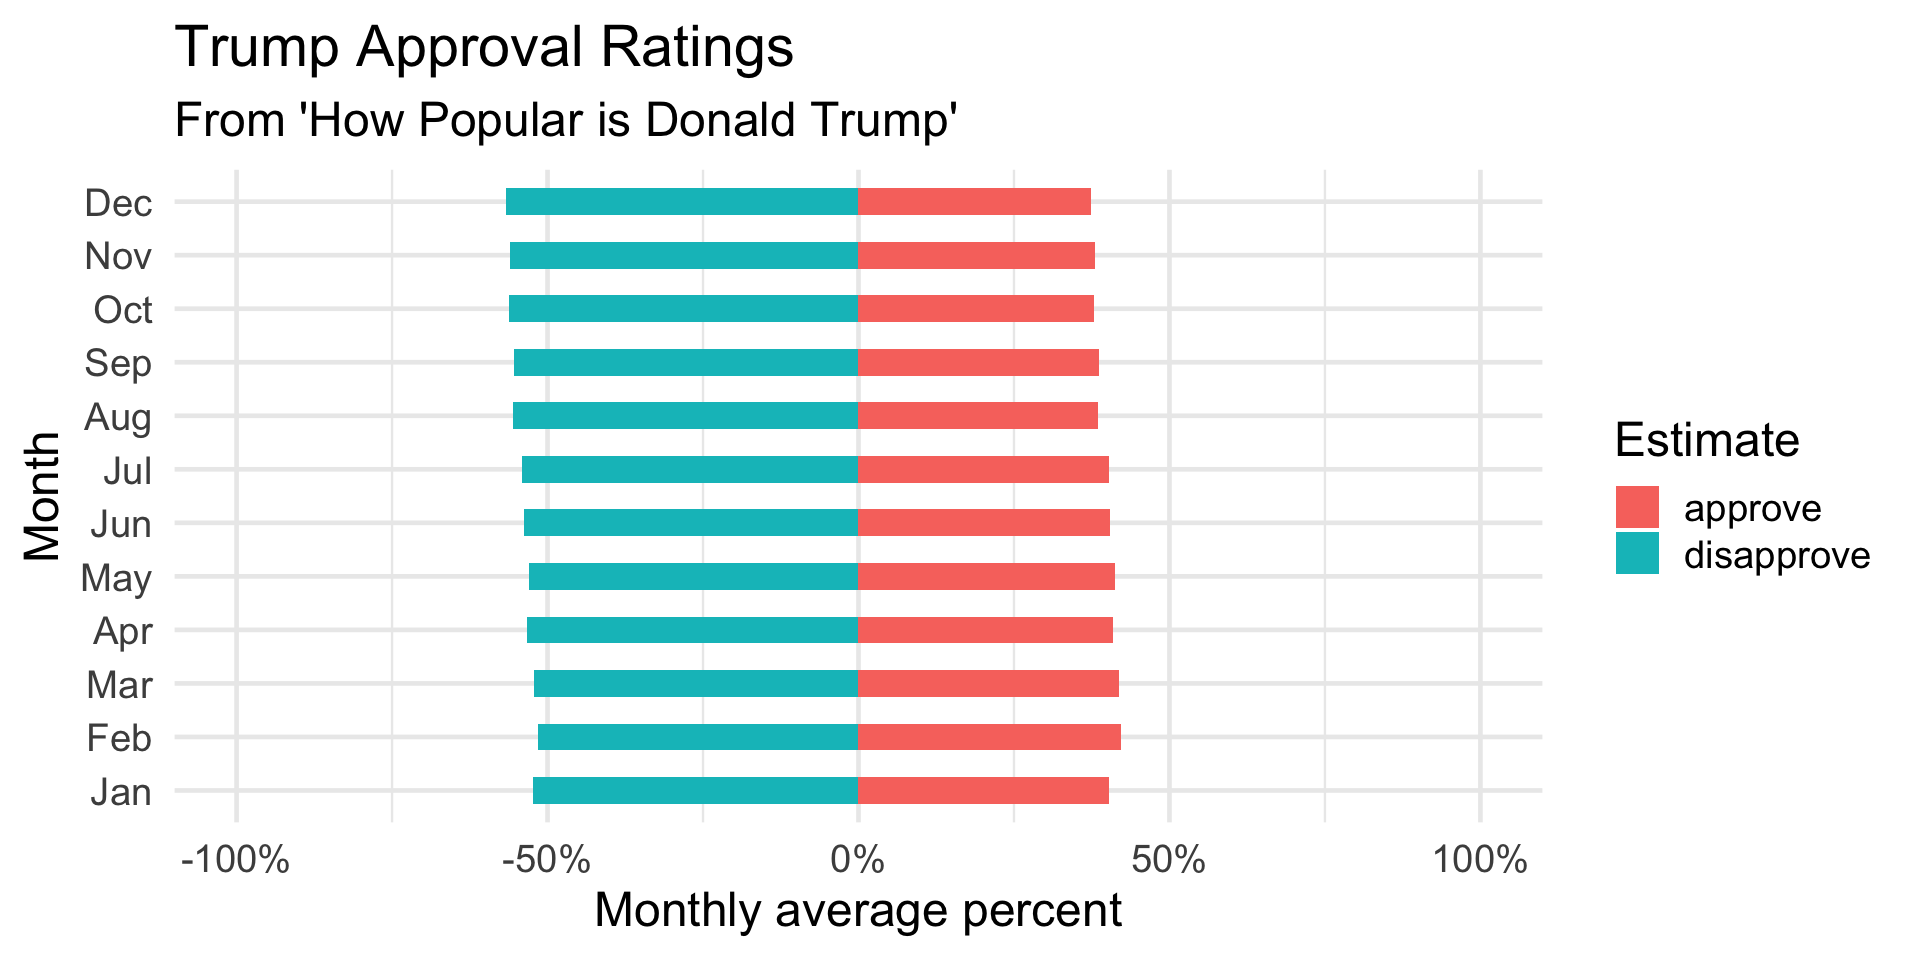 Trump Approval Ratings
From 'How Popular is Donald Trump'
Dec
Nov
Oct
Sep
Aug
Jul
Jun
May
Apr
Mar
Feb
Jan
Month
-100%
-50%
0%
50%
100%
Monthly average percent
Estimate
approve
disapprove